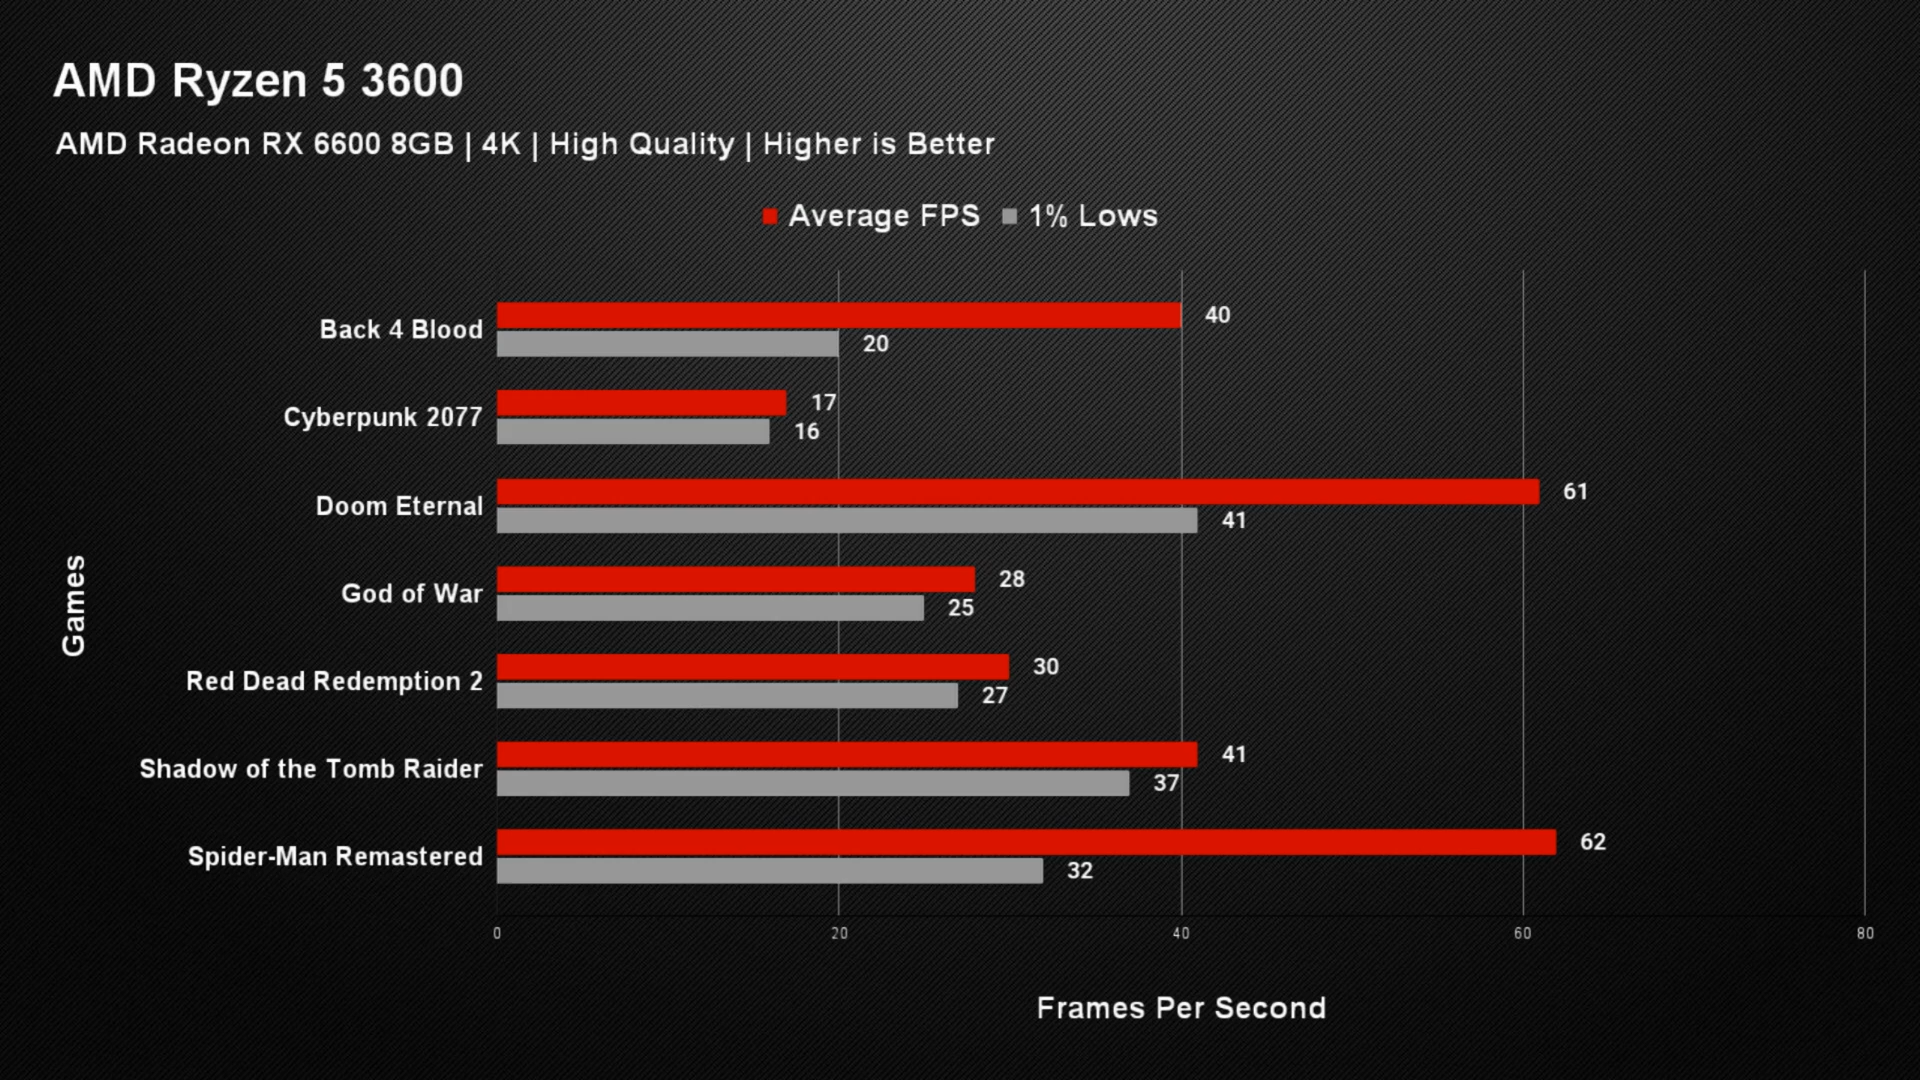 AMD Ryzen 5 3600
AMD Radeon RX 6600 8GB | 4K | High Quality | Higher is Better
Average FPS 1% Lows
Back 4 Blood
40
20
Cyberpunk 2077
17
16
Doom Eternal
61
41
God of War
28
25
Red Dead Redemption 2
30
27
Shadow of the Tomb Raider
41
37
Spider-Man Remastered
62
32
Games
0 20 40 60 80
Frames Per Second